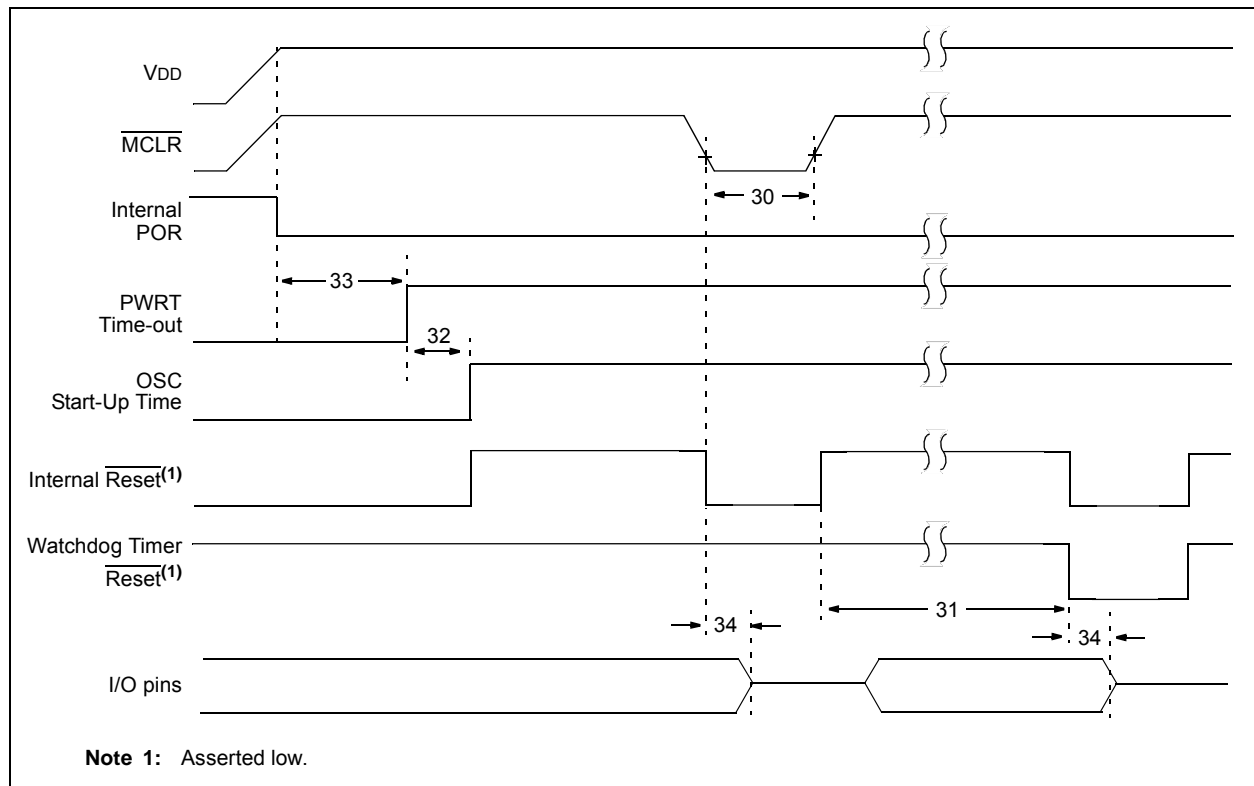 VDD
MCLR
30
Internal
POR
33
PWRT
Time-out
32
OSC
Start-Up Time
Internal Reset(1)
Watchdog Timer
Reset(1)
31
34
34
I/O pins
Note 1: Asserted low.